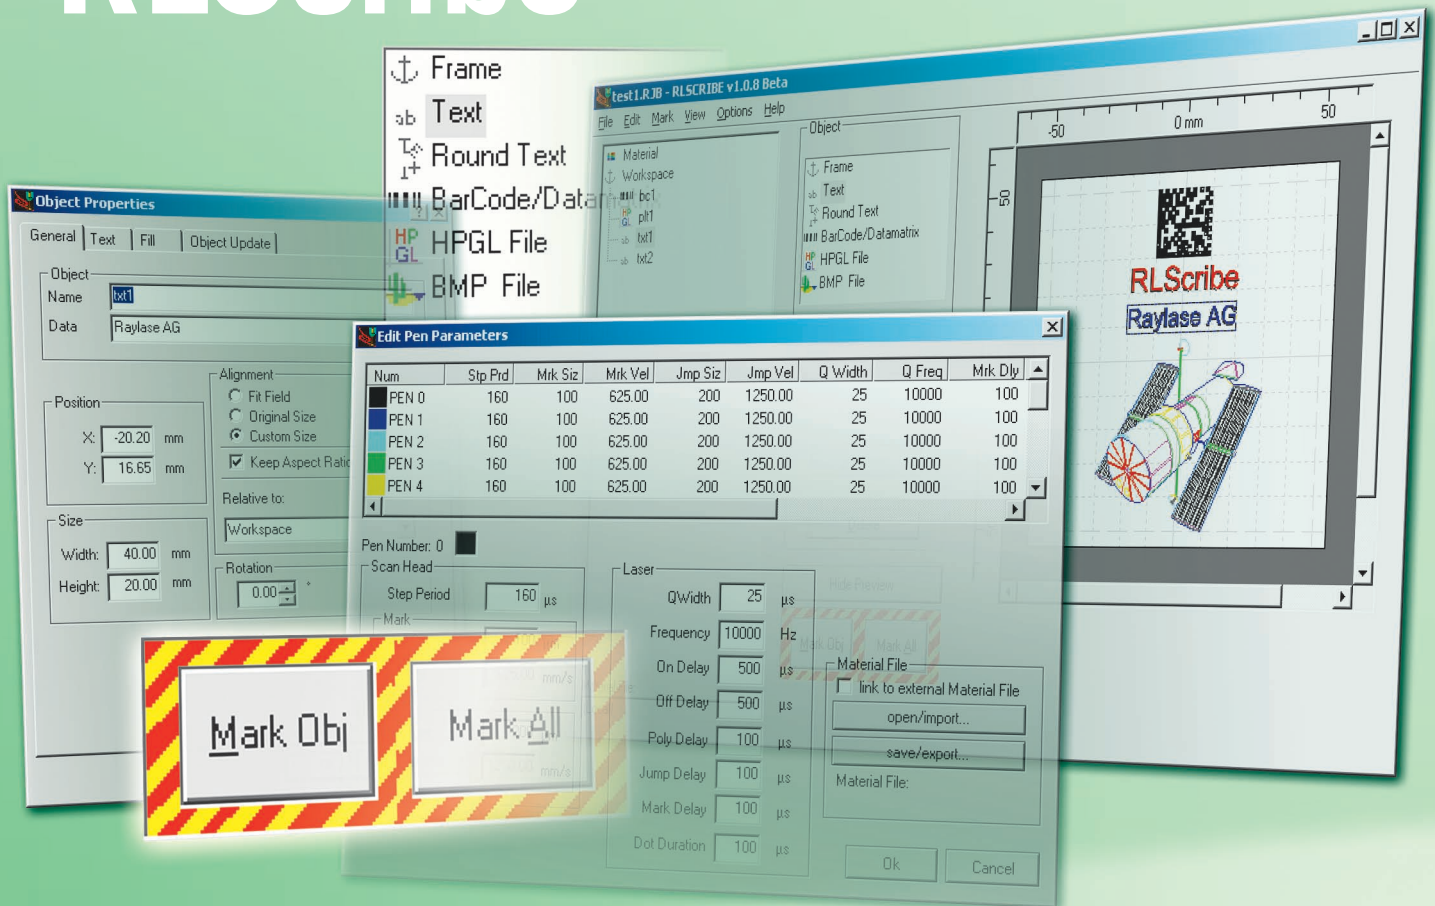 RLScribe
Frame
Text
Round Text
BarCode/Datamatrix
HPGL File
BMP File
test1.RJB - RLSCRIBE v1.0.8 Beta
File Edit Mark View Options Help
Material
Workspace
bc1
plt1
txt1
txt2
Object
Frame
Text
Round Text
BarCode/Datamatrix
HPGL File
BMP File
-50 0 mm 50
50
RLScribe
Raylase AG
Hide Preview
Mark Obj Mark All
Object Properties
General Text Fill Object Update
Object
Name txt1
Data Raylase AG
Position
X: -20.20 mm
Y: 16.65 mm
Size
Width: 40.00 mm
Height: 20.00 mm
Alignment
Fit Field
Original Size
Custom Size
Keep Aspect Ratio
Relative to:
Workspace
Rotation
0.00 °
Edit Pen Parameters
Num Stp Prd Mrk Siz Mrk Vel Jmp Siz Jmp Vel Q Width Q Freq Mrk Dly
PEN 0 160 100 625.00 200 1250.00 25 10000 100
PEN 1 160 100 625.00 200 1250.00 25 10000 100
PEN 2 160 100 625.00 200 1250.00 25 10000 100
PEN 3 160 100 625.00 200 1250.00 25 10000 100
PEN 4 160 100 625.00 200 1250.00 25 10000 100
Pen Number: 0
Scan Head
Step Period 160 µs
Mark
mm/s
mm/s
Laser
QWidth 25 µs
Frequency 10000 Hz
On Delay 500 µs
Off Delay 500 µs
Poly Delay 100 µs
Jump Delay 100 µs
Mark Delay 100 µs
Dot Duration 100 µs
Material File
link to external Material File
open/import...
save/export...
Material File:
Ok Cancel
Mark Obj Mark All